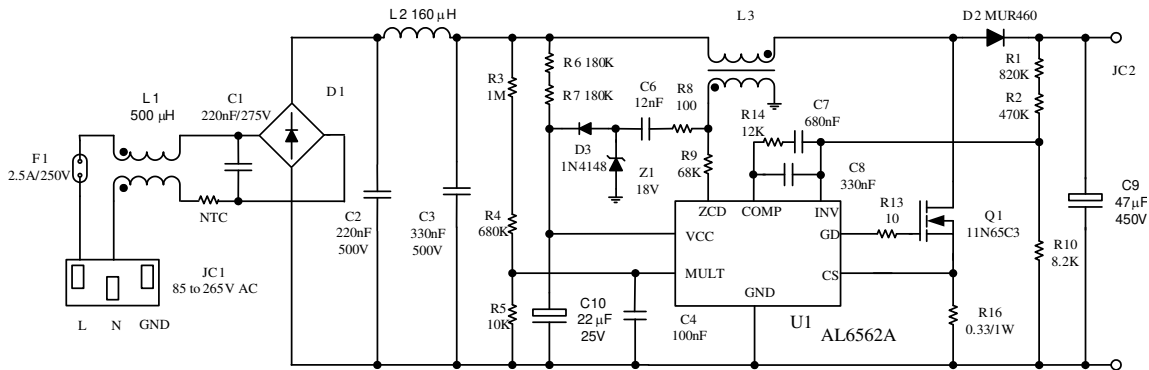 L2 160 μH
L3
D2 MUR460
R3
1M
R6 180K
R7 180K
C6
12nF
R8
100
C7
680nF
R14
12K
R1
820K
R2
470K
JC2
L1
500 μH
C1
220nF/275V
D1
F1
2.5A/250V
NTC
D3
1N4148
Z1
18V
R9
68K
C8
330nF
C2
220nF
500V
C3
330nF
500V
R4
680K
ZCD
COMP
INV
VCC
GD
MULT
CS
GND
R13
10
Q1
11N65C3
C9
47μF
450V
R10
8.2K
JC1
85 to 265V AC
L N GND
R5
10K
C10
22 μF
25V
C4
100nF
U1
AL6562A
R16
0.33/1W